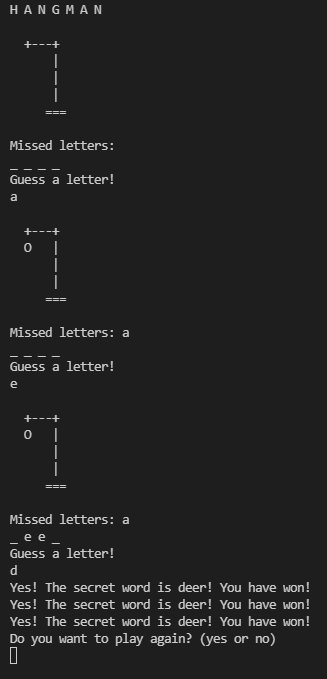 H A N G M A N
  +---+
      |
      |
      |
     ===
Missed letters:
_ _ _ _
Guess a letter!
a
  +---+
  O   |
      |
      |
     ===
Missed letters: a
_ _ _ _
Guess a letter!
e
  +---+
  O   |
      |
      |
     ===
Missed letters: a
_ e e _
Guess a letter!
d
Yes! The secret word is deer! You have won!
Yes! The secret word is deer! You have won!
Yes! The secret word is deer! You have won!
Do you want to play again? (yes or no)